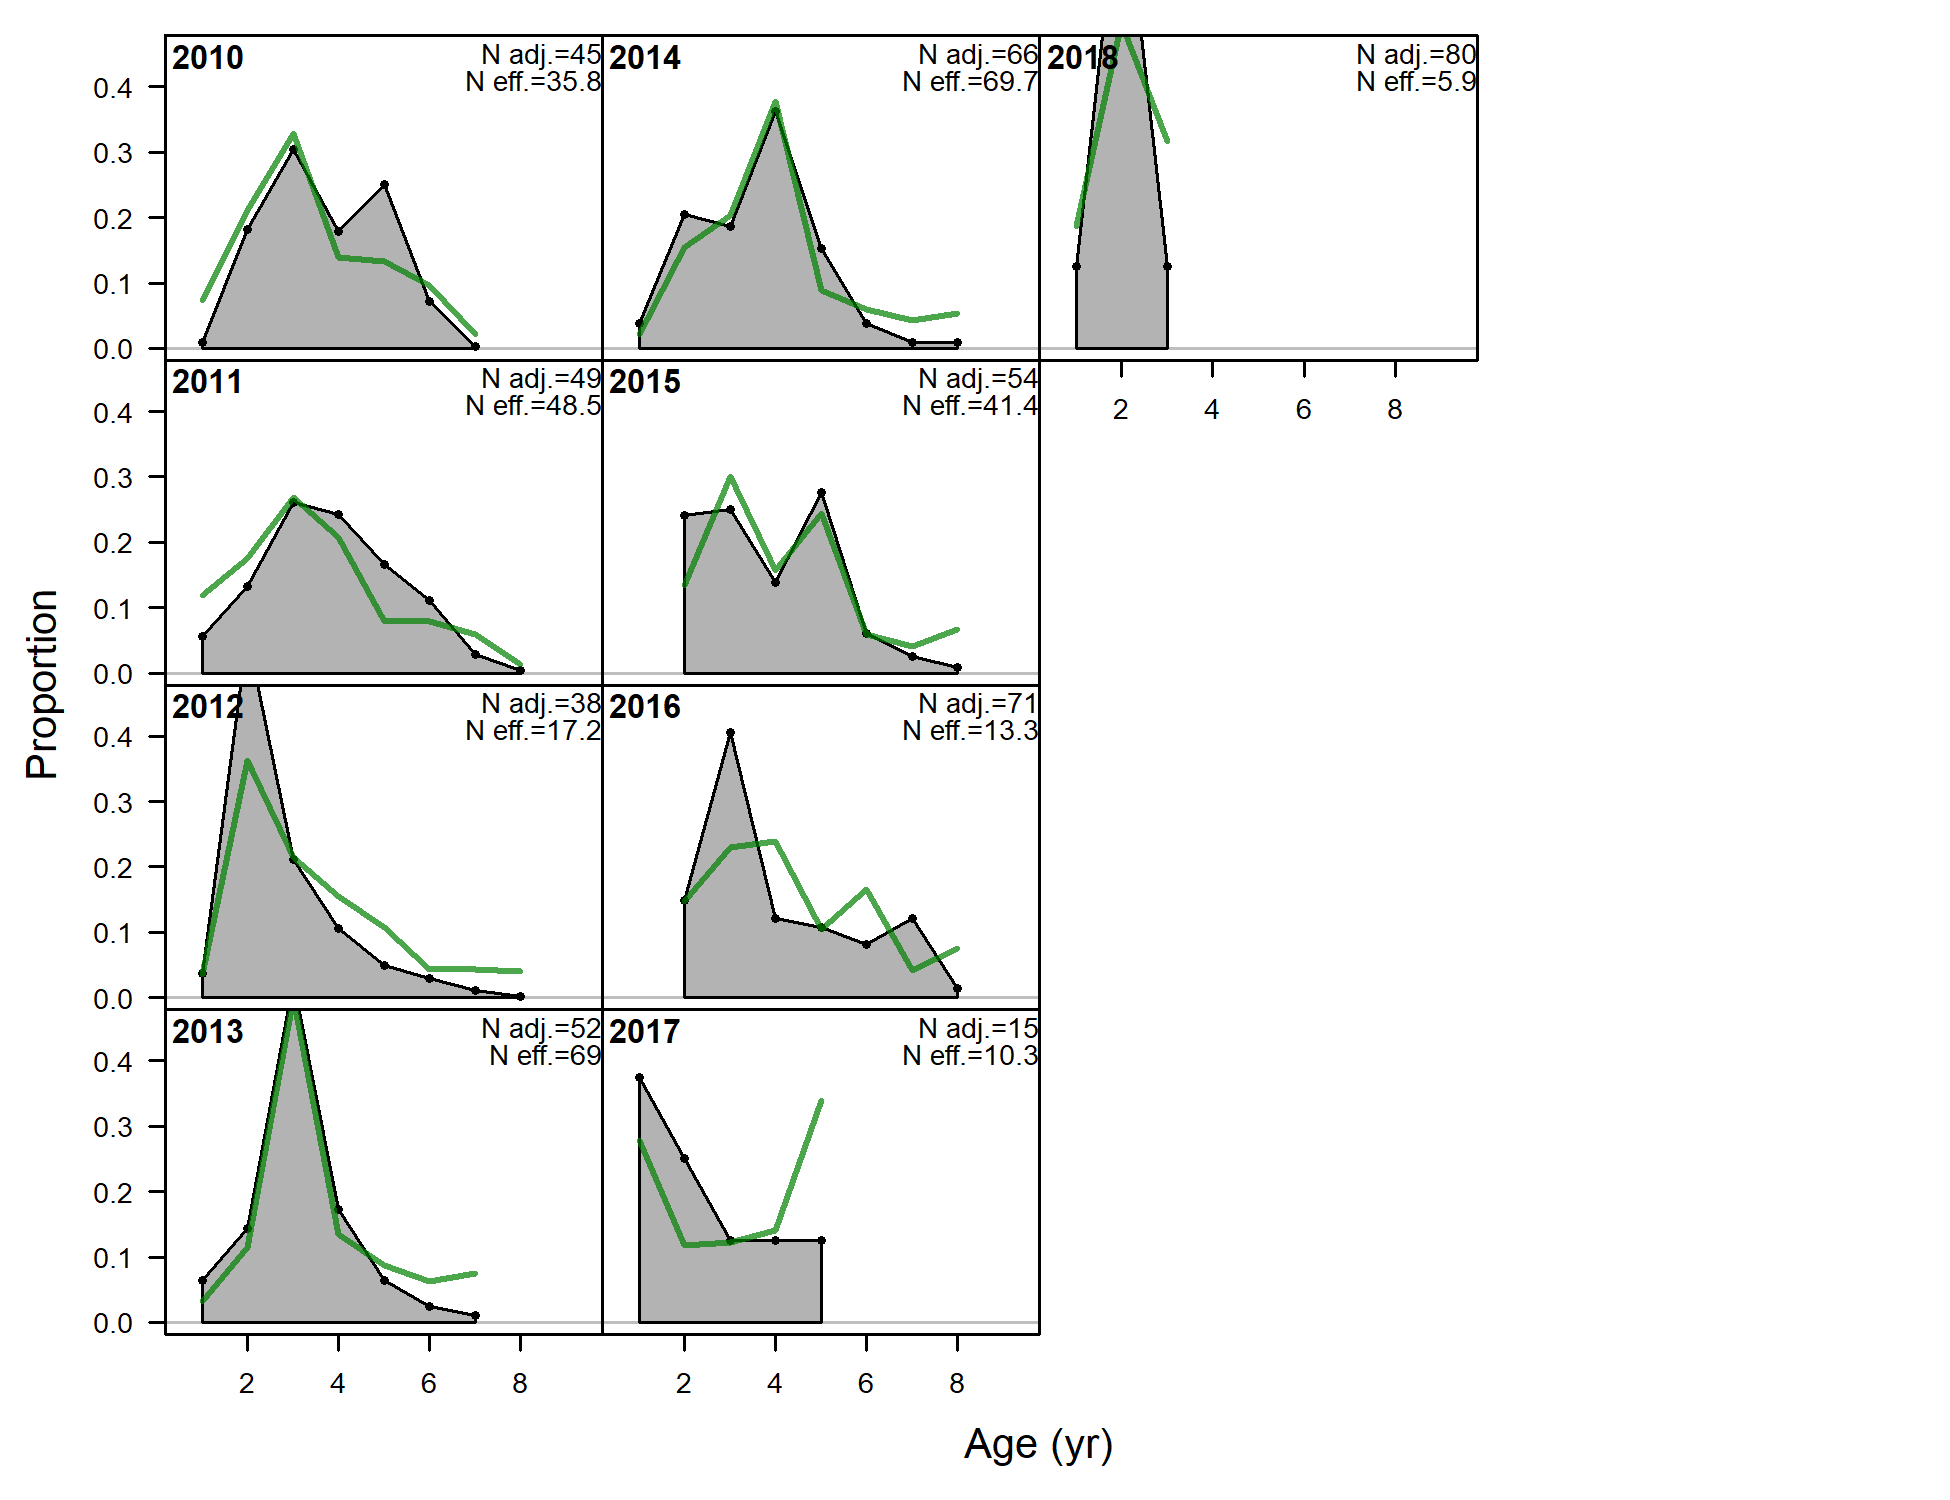 2010
N adj.=45
N eff.=35.8
0.4
0.3
0.2
0.1
0.0
2014
N adj.=66
N eff.=69.7
2018
N adj.=80
N eff.=5.9
2 4 6 8
2011
N adj.=49
N eff.=48.5
0.4
0.3
0.2
0.1
0.0
2015
N adj.=54
N eff.=41.4
2012
N adj.=38
N eff.=17.2
0.4
0.3
0.2
0.1
0.0
2016
N adj.=71
N eff.=13.3
2013
N adj.=52
N eff.=69
0.4
0.3
0.2
0.1
0.0
2017
N adj.=15
N eff.=10.3
2 4 6 8
2 4 6 8
Proportion
Age (yr)